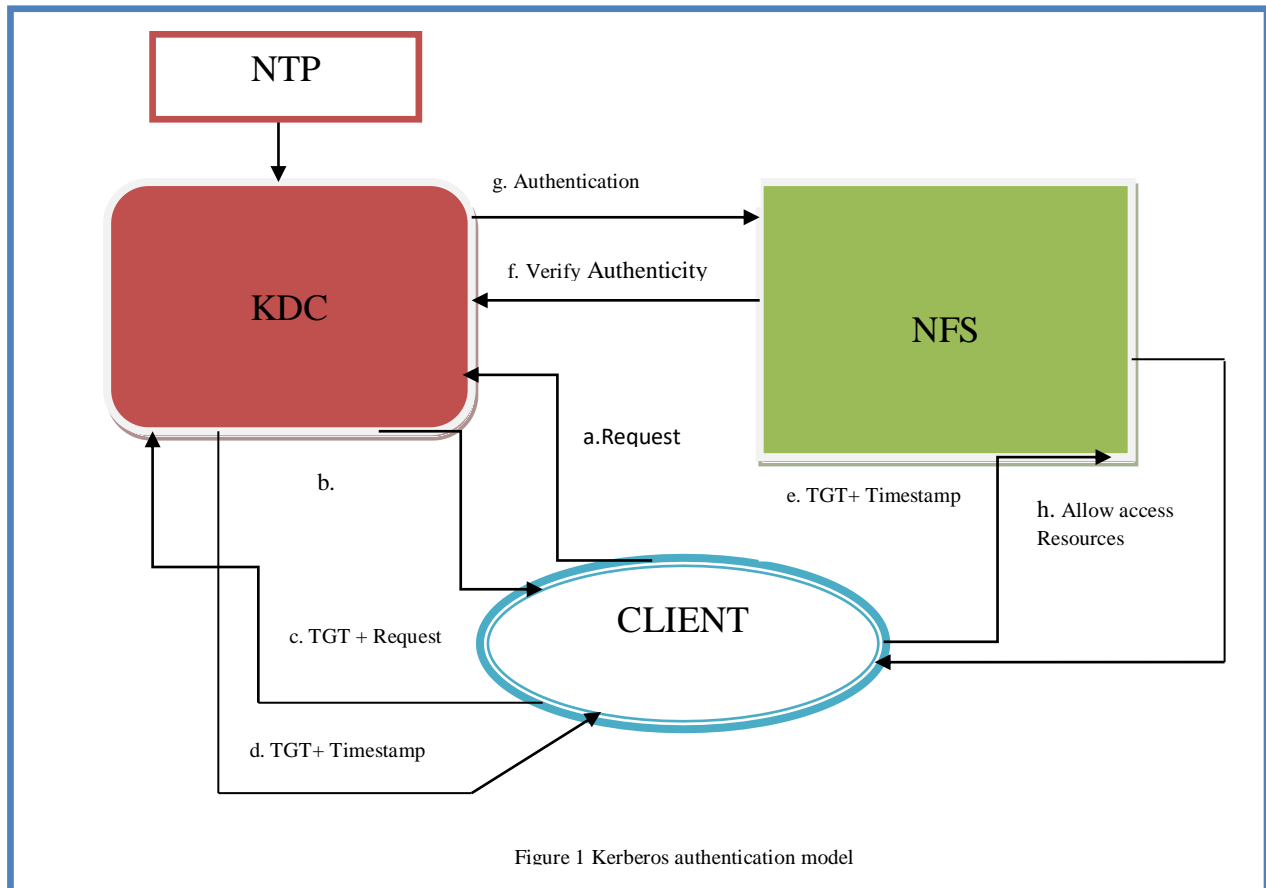 NTP
g. Authentication
f. Verify Authenticity
KDC
NFS
a.Request
b.
e. TGT+ Timestamp
h. Allow access
Resources
CLIENT
c. TGT + Request
d. TGT+ Timestamp
Figure 1 Kerberos authentication model